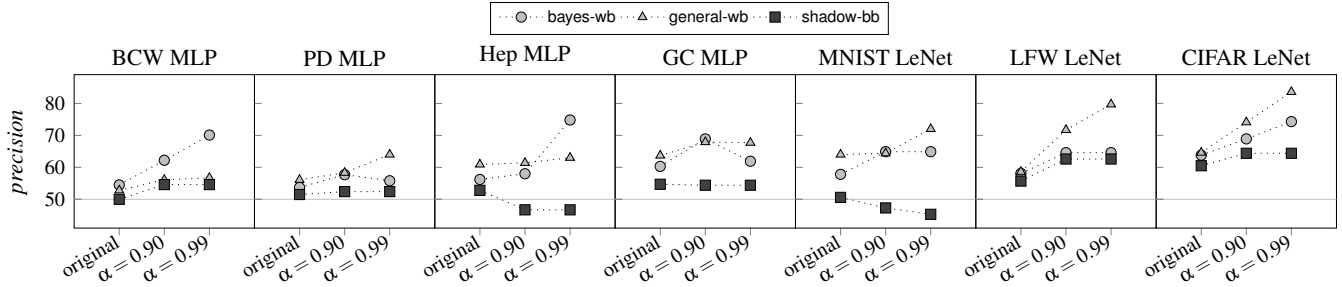 bayes-wb general-wb shadow-bb
BCW MLP PD MLP Hep MLP GC MLP MNIST LeNet LFW LeNet CIFAR LeNet
precision
80
70
60
50
original α = 0.90 α = 0.99 original α = 0.90 α = 0.99 original α = 0.90 α = 0.99 original α = 0.90 α = 0.99 original α = 0.90 α = 0.99 original α = 0.90 α = 0.99 original α = 0.90 α = 0.99